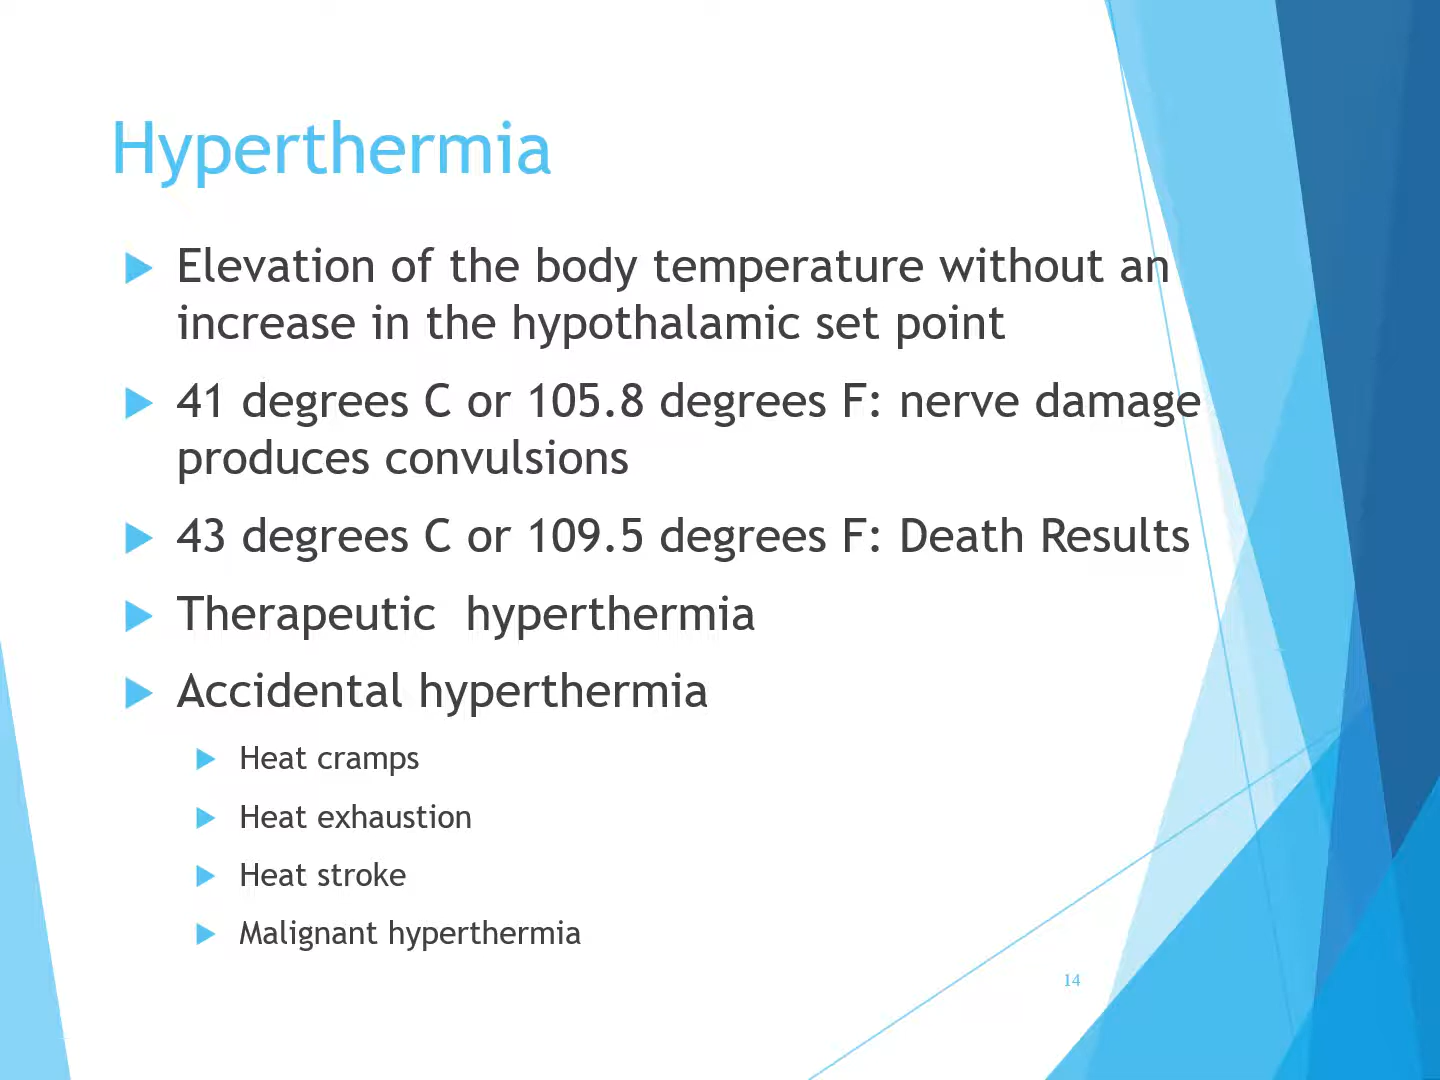 Hyperthermia
Elevation of the body temperature without an
increase in the hypothalamic set point
41 degrees C or 105.8 degrees F: nerve damage
produces convulsions
43 degrees C or 109.5 degrees F: Death Results
Therapeutic  hyperthermia
Accidental hyperthermia
Heat cramps
Heat exhaustion
Heat stroke
Malignant hyperthermia
14